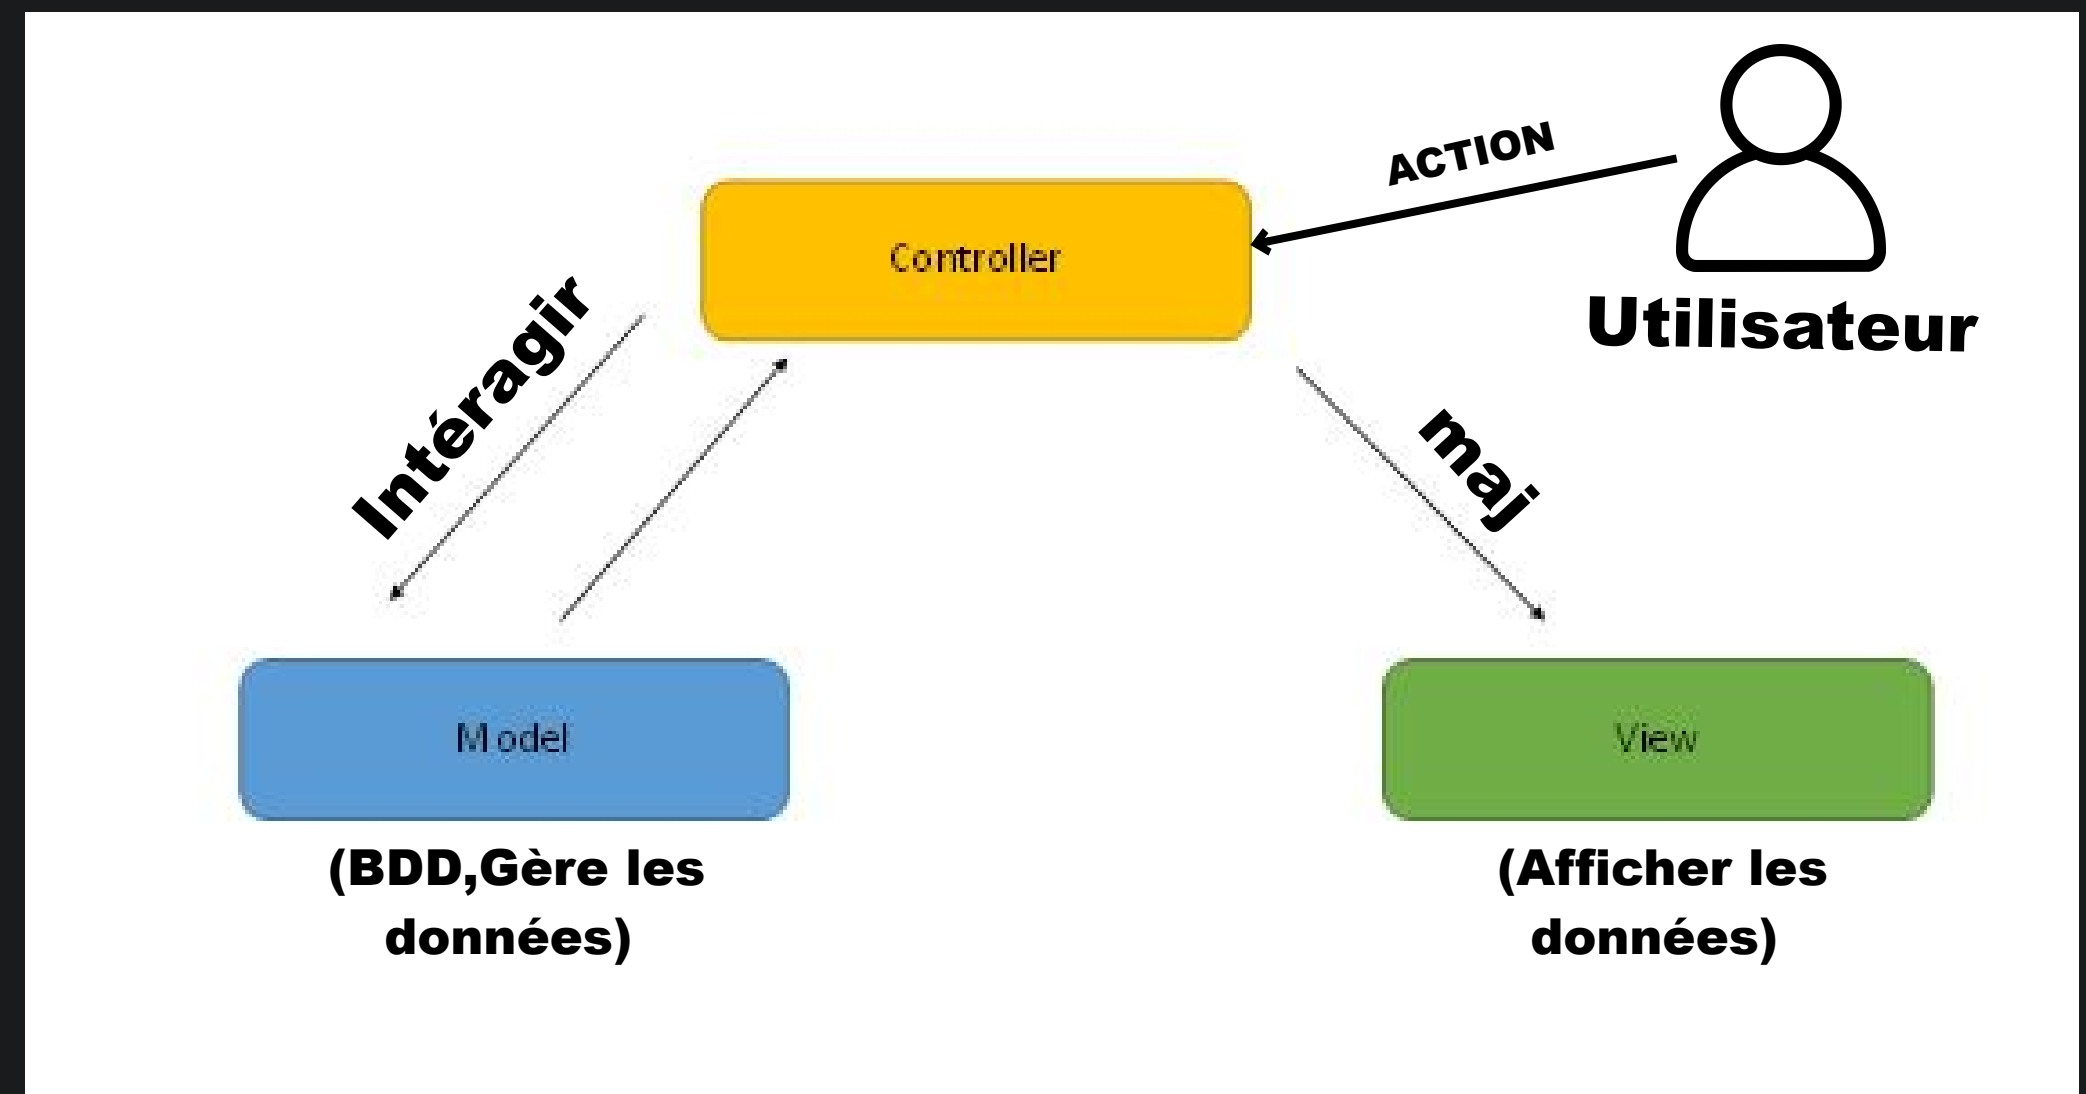 ACTION
Controller
Utilisateur
Intéragir
maj
Model
View
(BDD,Gère les
données)
(Afficher les
données)